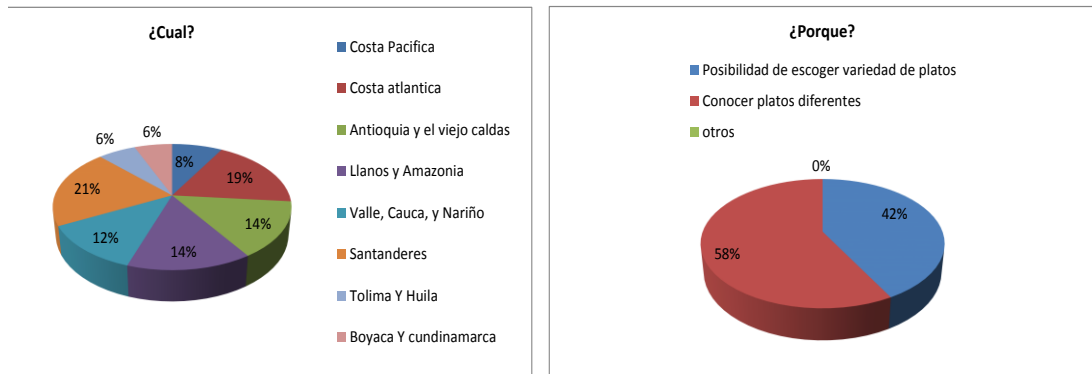 ¿Cual?
Costa Pacifica
Costa atlantica
Antioquia y el viejo caldas
Llanos y Amazonia
Valle, Cauca, y Nariño
Santanderes
Tolima Y Huila
Boyaca Y cundinamarca
8%
19%
14%
14%
12%
21%
6%
6%
¿Porque?
Posibilidad de escoger variedad de platos
Conocer platos diferentes
otros
0%
42%
58%